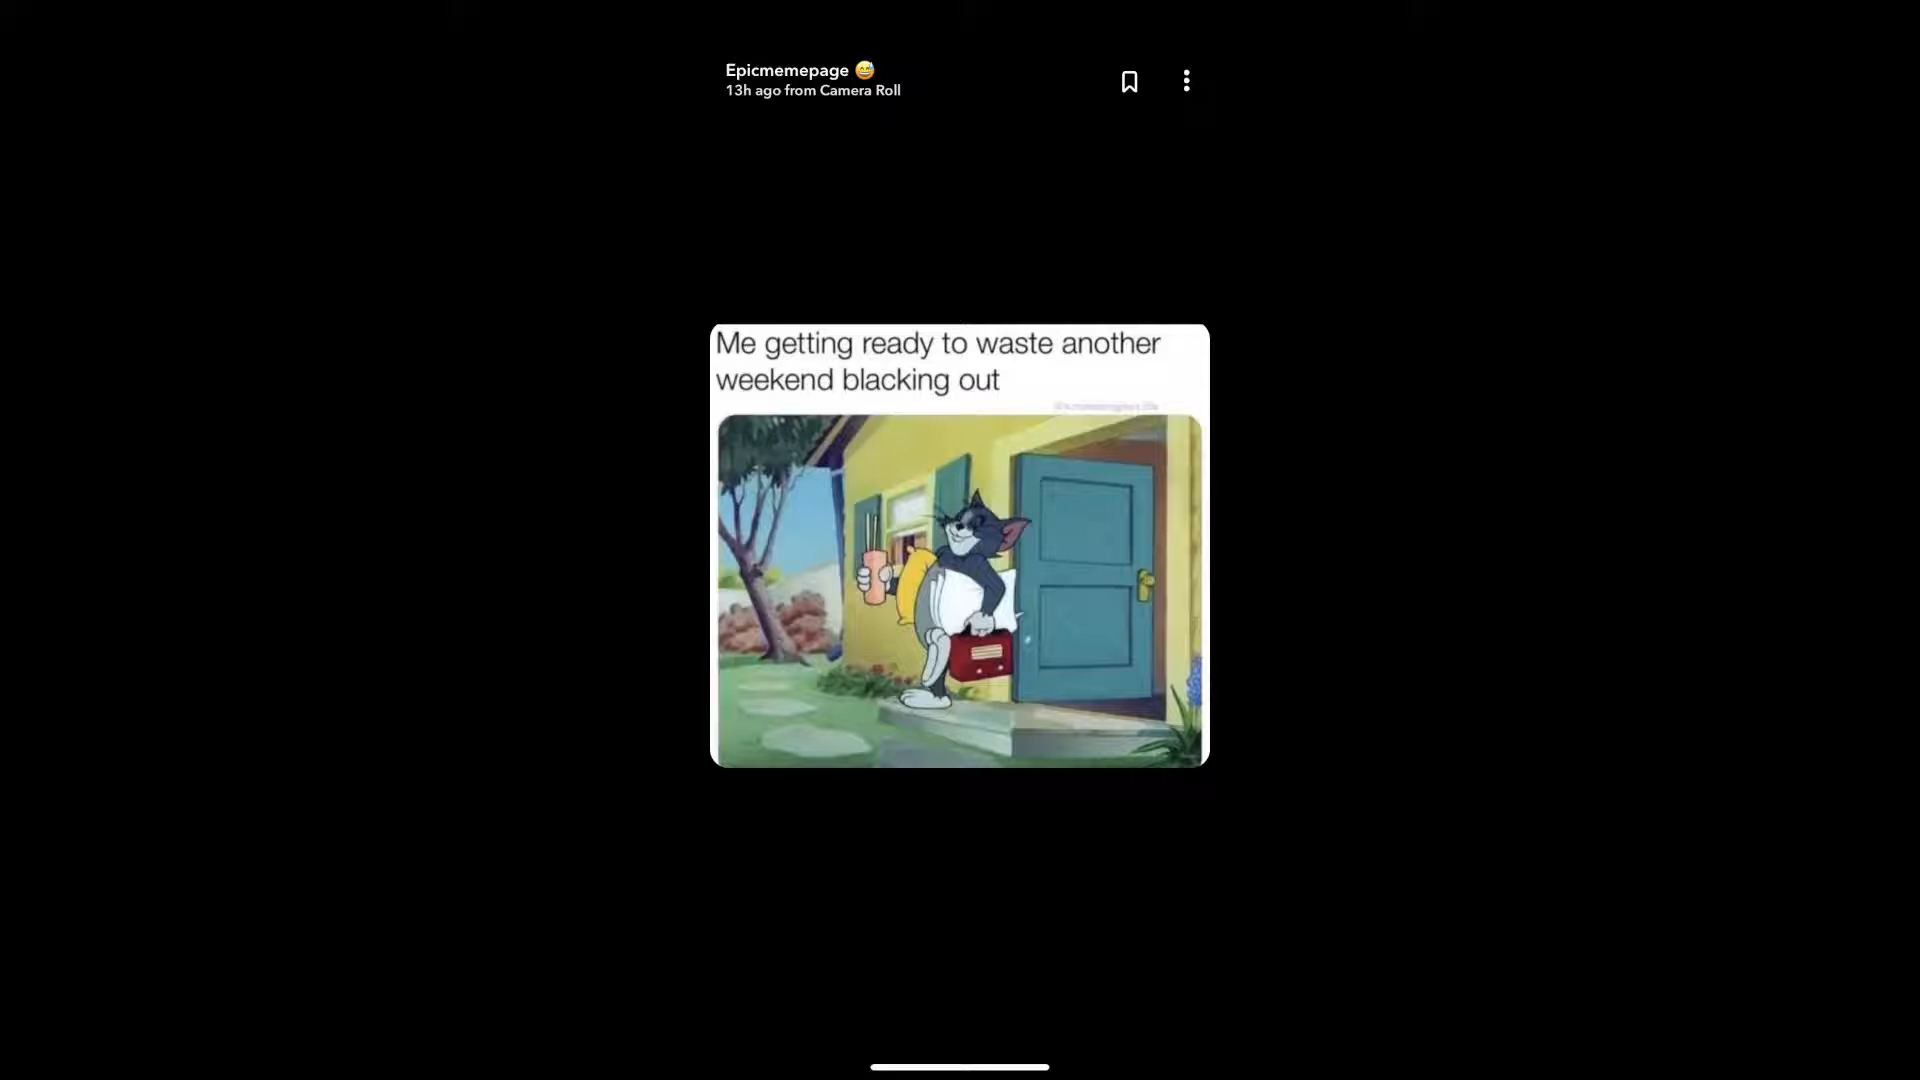 Epicmemepage 😅
13h ago from Camera Roll
Me getting ready to waste another
weekend blacking out